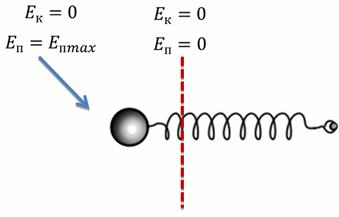 Eк = 0
Eп = Eпmax
Eк = 0
Eп = 0